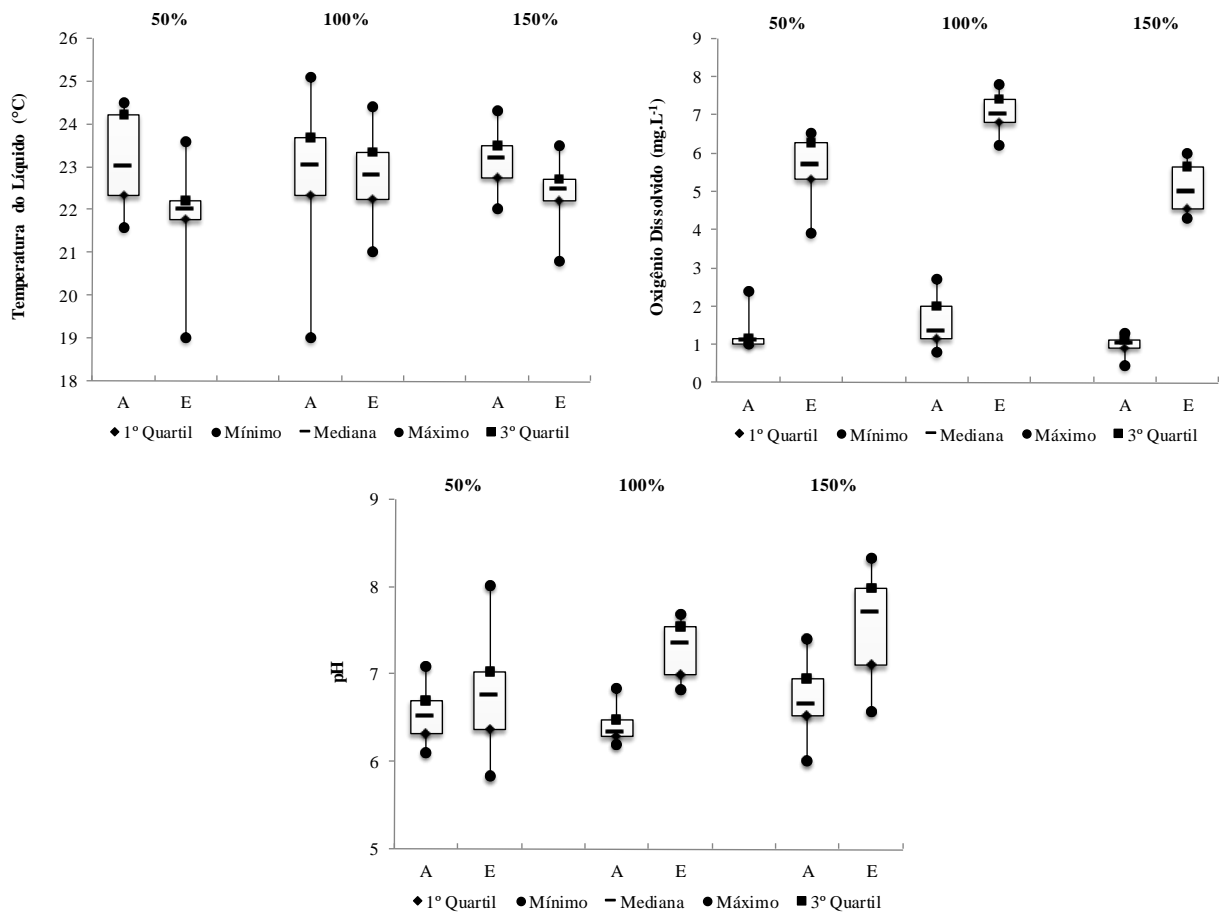 50% 100% 150%
Temperatura do Líquido (°C)
26
25
24
23
22
21
20
19
18
A E A E A E
1º Quartil Mínimo Mediana Máximo 3º Quartil
50% 100% 150%
Oxigênio Dissolvido (mg.L-1)
9
8
7
6
5
4
3
2
1
0
A E A E A E
1º Quartil Mínimo Mediana Máximo 3º Quartil
50% 100% 150%
pH
9
8
7
6
5
A E A E A E
1º Quartil Mínimo Mediana Máximo 3º Quartil